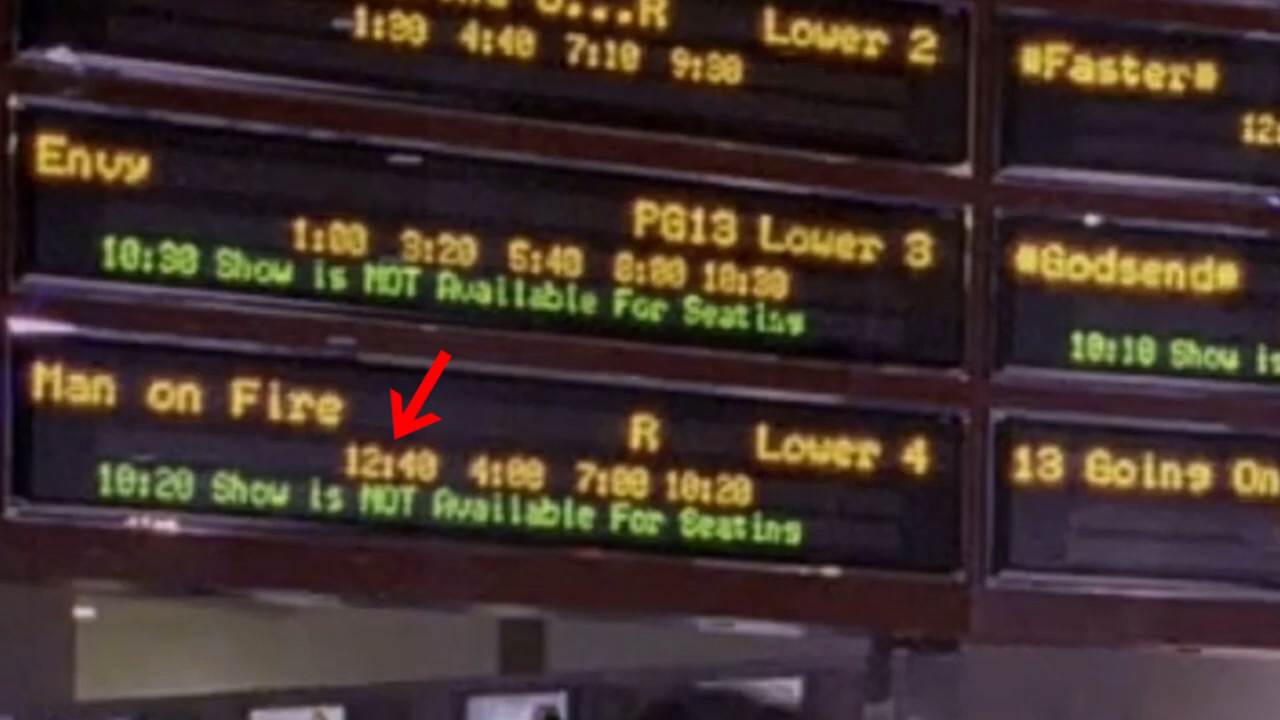 R Lower 2
1:30 4:40 7:10 9:30
Envy
PG13 Lower 3
1:00 3:20 5:40 8:00 10:30
10:30 Show is NOT Available For Seating
Man on Fire
R Lower 4
12:40 4:00 7:00 10:20
10:20 Show is NOT Available For Seating
*Faster*
12:
*Godsend*
10:10 Show is
13 Going On